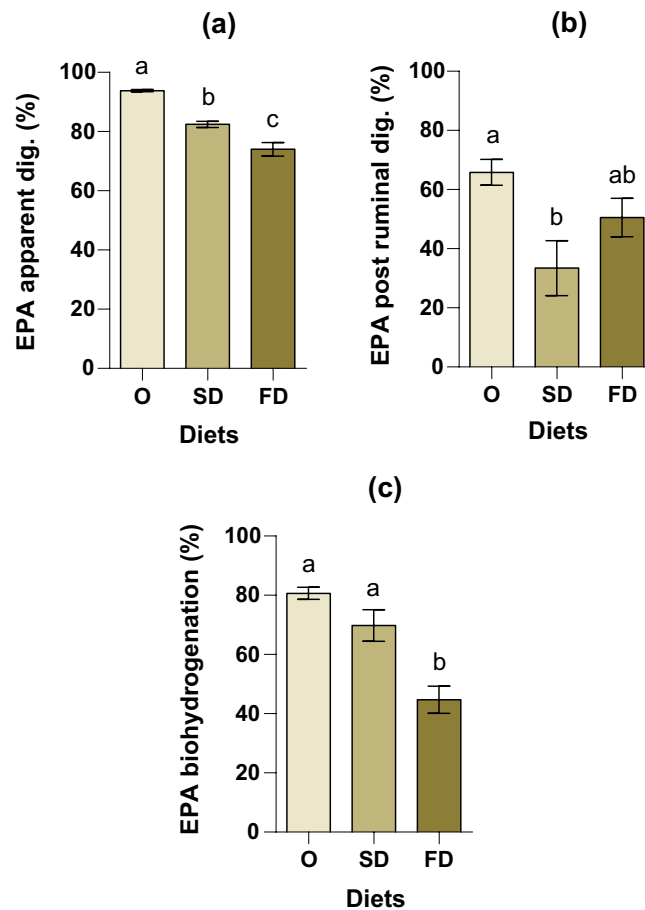 (a)
EPA apparent dig. (%)
100
80
60
40
20
0
a
b
c
O SD FD
Diets
(b)
EPA post ruminal dig. (%)
100
80
60
40
20
0
a
b
ab
O SD FD
Diets
(c)
EPA biohydrogenation (%)
100
80
60
40
20
0
a
a
b
O SD FD
Diets